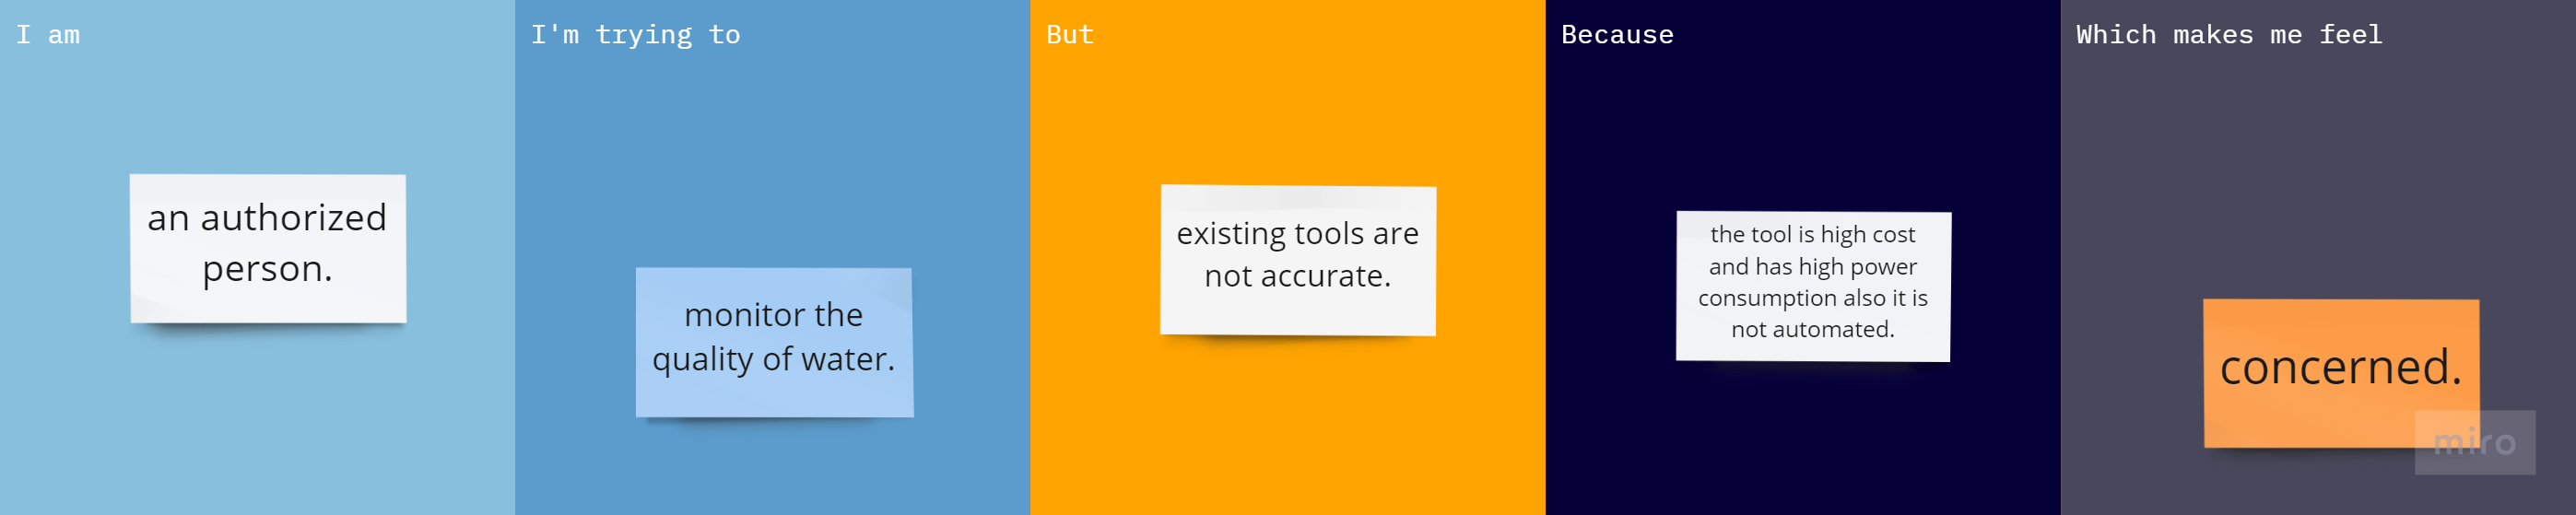 I am
an authorized
person.
I'm trying to
monitor the
quality of water.
But
existing tools are
not accurate.
Because
the tool is high cost
and has high power
consumption also it is
not automated.
Which makes me feel
concerned.
miro